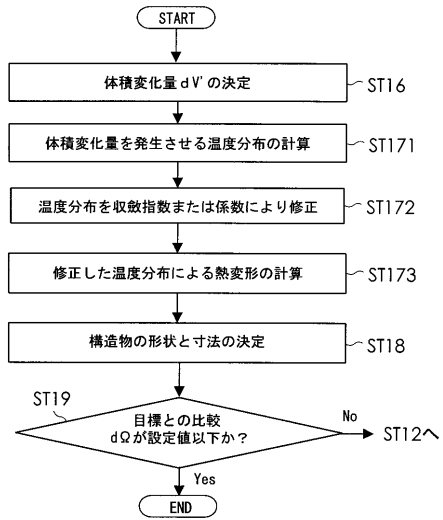 START
体積変化量dV'の決定
ST16
体積変化量を発生させる温度分布の計算
ST171
温度分布を収斂指数または係数により修正
ST172
修正した温度分布による熱変形の計算
ST173
構造物の形状と寸法の決定
ST18
ST19
目標との比較
dΩが設定値以下か?
No
ST12へ
Yes
END